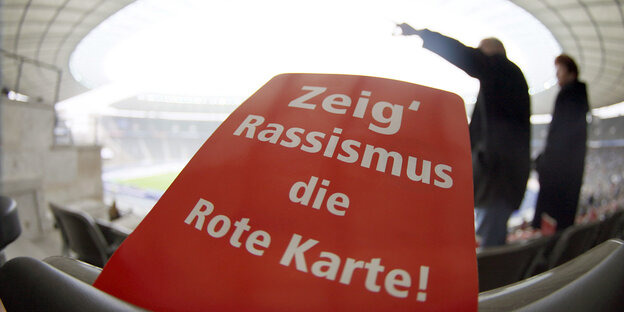 Zeig‘
Rassismus
die
Rote Karte!